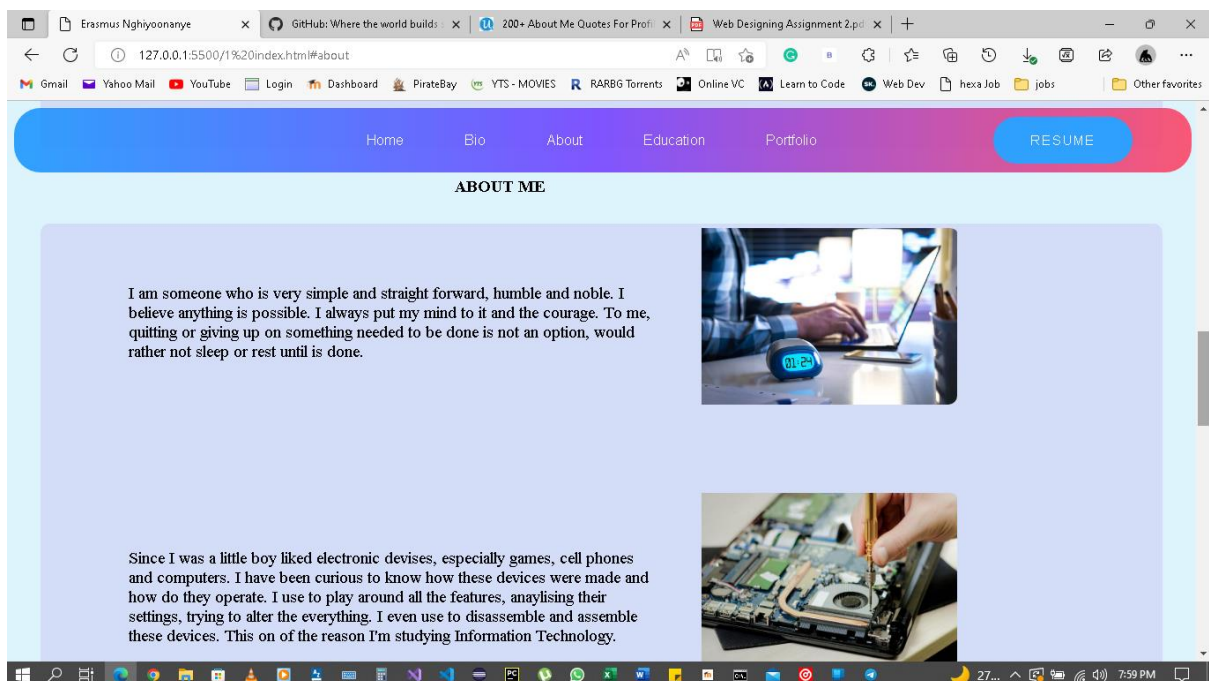 Erasmus Nghiyoonanye
GitHub: Where the world builds s
200+ About Me Quotes For Profil
Web Designing Assignment 2.pd
127.0.0.1:5500/1%20index.html#about
Gmail
Yahoo Mail
YouTube
Login
Dashboard
PirateBay
YTS - MOVIES
RARBG Torrents
Online VC
Learn to Code
Web Dev
hexa Job
jobs
Other favorites
Home
Bio
About
Education
Portfolio
RESUME
ABOUT ME
I am someone who is very simple and straight forward, humble and noble. I
believe anything is possible. I always put my mind to it and the courage. To me,
quitting or giving up on something needed to be done is not an option, would
rather not sleep or rest until is done.
01:24
Since I was a little boy liked electronic devises, especially games, cell phones
and computers. I have been curious to know how these devices were made and
how do they operate. I use to play around all the features, anaylising their
settings, trying to alter the everything. I even use to disassemble and assemble
these devices. This on of the reason I'm studying Information Technology.
27...
7:59 PM